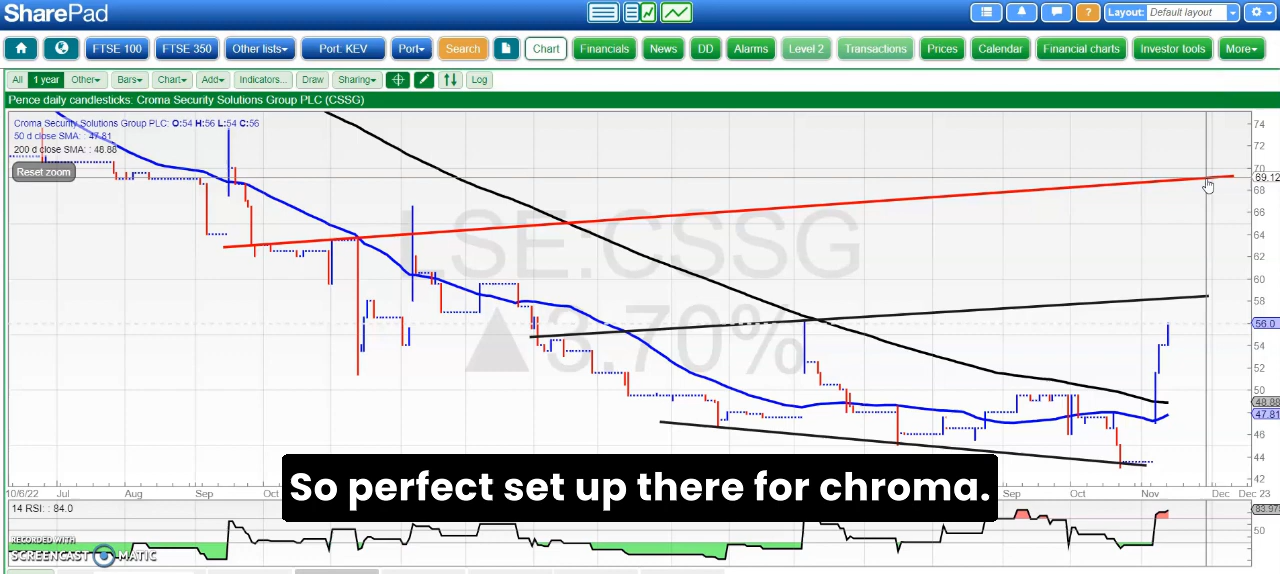 SharePad
Layout: Default layout
FTSE 100 FTSE 350 Other lists Port. KEV Port Search Chart Financials News DD Alarms Level 2 Transactions Prices Calendar Financial charts Investor tools More
All 1 year Other Bars Chart Add Indicators... Draw Sharing Log
Pence daily candlesticks: Croma Security Solutions Group PLC (CSSG)
Croma Security Solutions Group PLC: O:54 H:56 L:54 C:56
50 d close SMA: : 47.81
200 d close SMA: : 48.88
Reset zoom
LSE:CSSG
▲3.70%
74
72
70
69.12
68
66
64
62
60
58
56.0
54
52
50
48.88
47.81
46
44
So perfect set up there for chroma.
10/6/22 Jul Aug Sep Oct Sep Oct Nov Dec Dec 23
14 RSI: : 84.0
83.97
50
RECORDED WITH
SCREENCAST MATIC